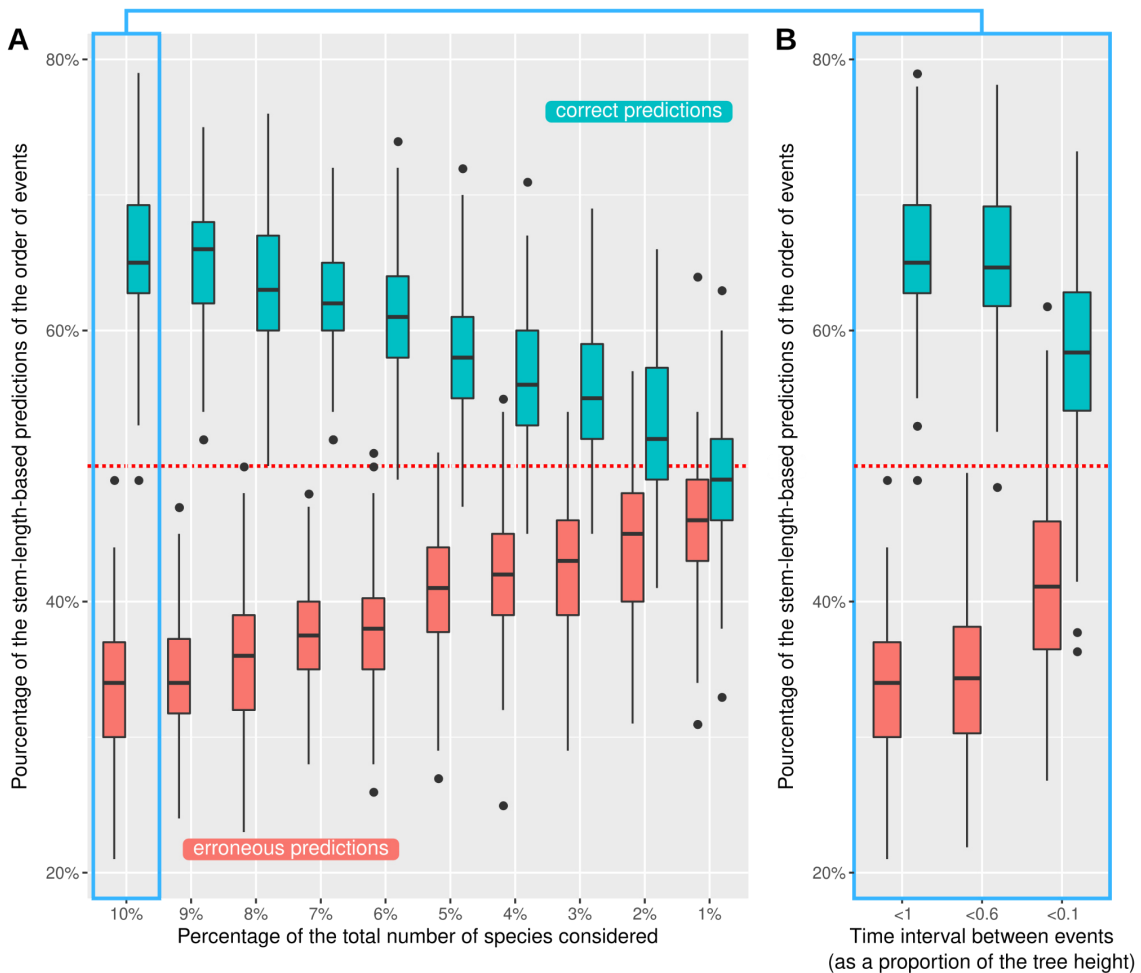 A
B
Pourcentage of the stem-length-based predictions of the order of events
80%
60%
40%
20%
correct predictions
erroneous predictions
10% 9% 8% 7% 6% 5% 4% 3% 2% 1%
Percentage of the total number of species considered
Pourcentage of the stem-length-based predictions of the order of events
80%
60%
40%
20%
<1 <0.6 <0.1
Time interval between events
(as a proportion of the tree height)